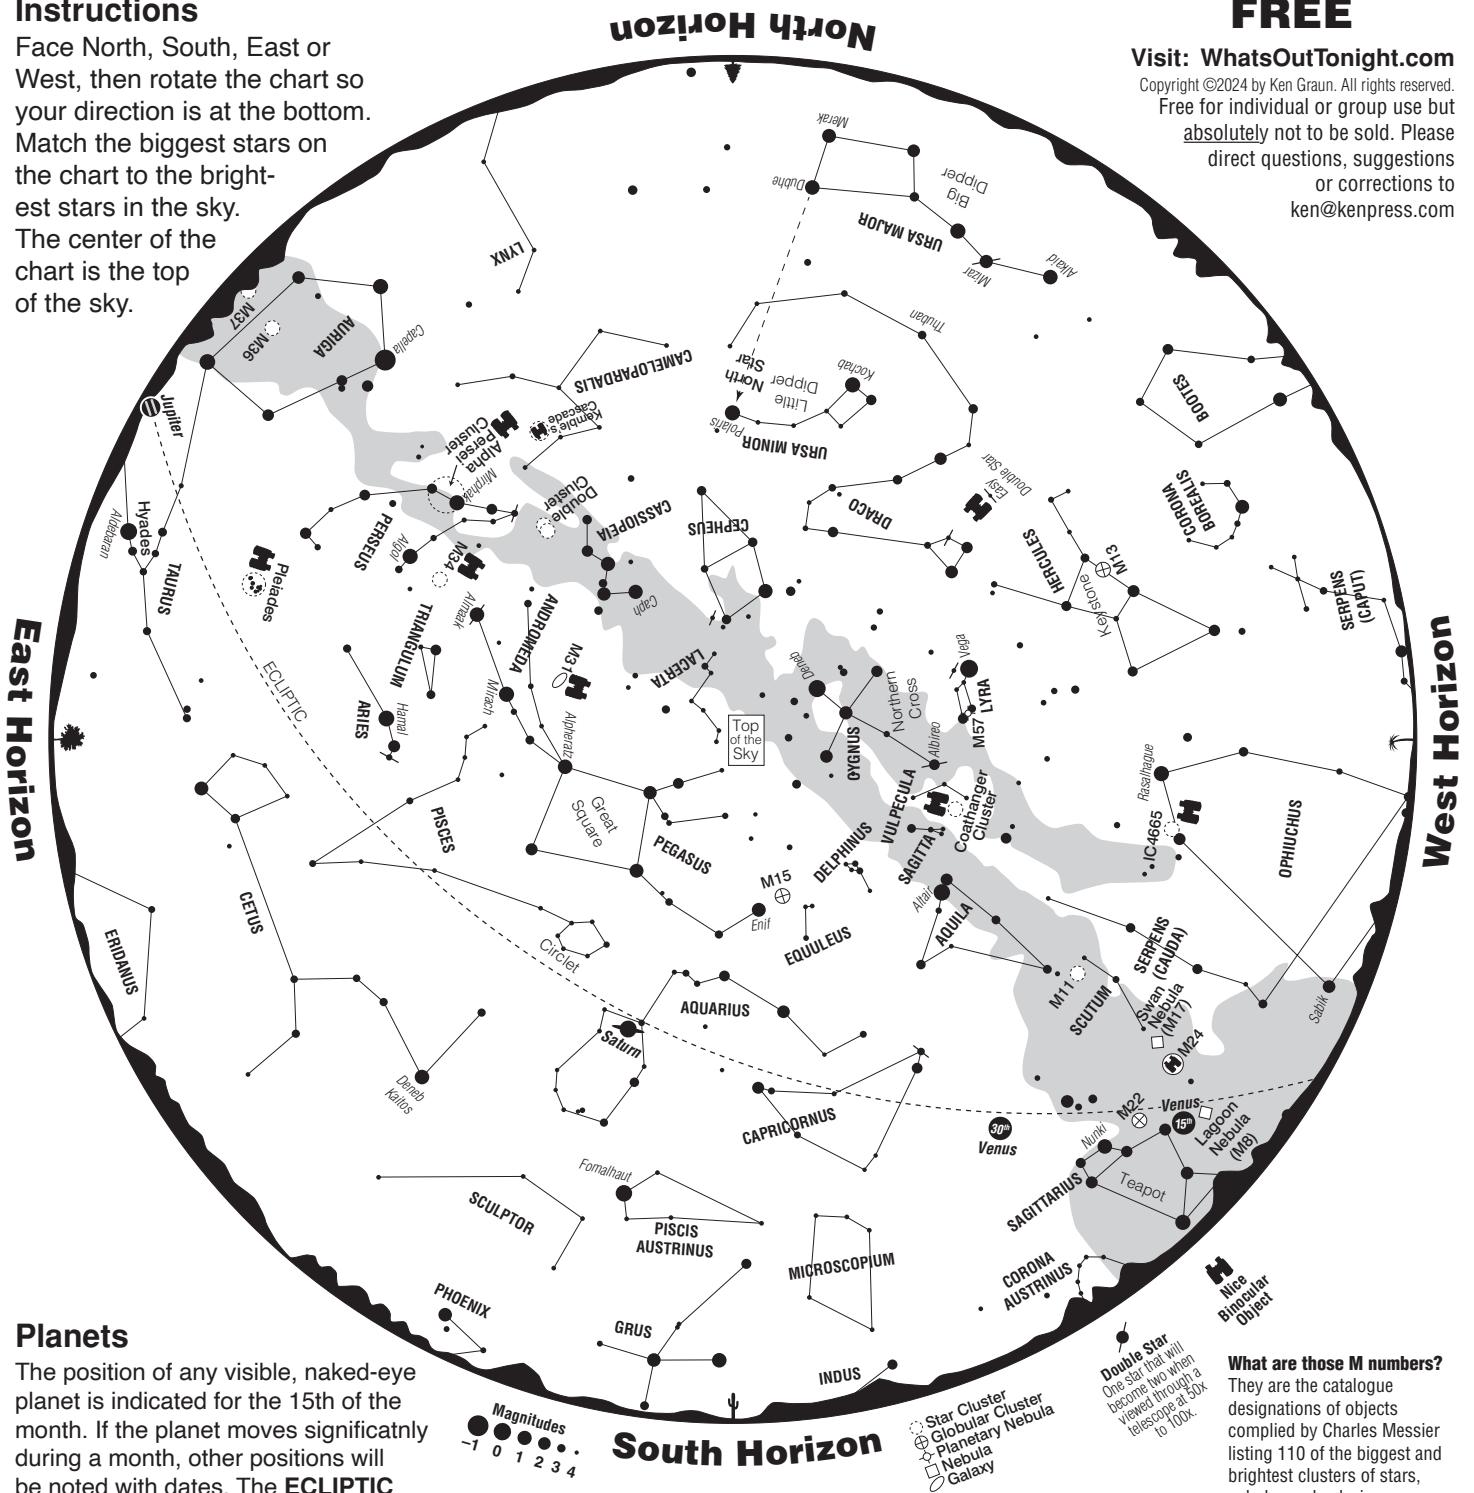 Instructions
Face North, South, East or
West, then rotate the chart so
your direction is at the bottom.
Match the biggest stars on
the chart to the bright-
est stars in the sky.
The center of the
chart is the top
of the sky.
FREE
Visit: WhatsOutTonight.com
Copyright ©2024 by Ken Graun. All rights reserved.
Free for individual or group use but
absolutely not to be sold. Please
direct questions, suggestions
or corrections to
ken@kenpress.com
North Horizon
Merak
Dubhe
Big
Dipper
URSA MAJOR
Mizar
Alkaid
LYNX
M37
M36
AURIGA
Capella
Jupiter
CAMELOPARDALIS
Kemble's
Cascade
North
Star
Polaris
Little
Dipper
Kochab
URSA MINOR
Thuban
BOOTES
Alpha
Persei
Cluster
Mirphak
Double
Cluster
CASSIOPEIA
CEPHEUS
DRACO
Easy
Double Star
CORONA
BOREALIS
HERCULES
M13
Keystone
SERPENS
(CAPUT)
Aldebaran
Hyades
TAURUS
Pleiades
PERSEUS
Algol
M34
Almaak
TRIANGULUM
ANDROMEDA
Caph
M31
LACERTA
Deneb
Northern
Cross
Vega
LYRA
M57
Albireo
CYGNUS
East Horizon
ECLIPTIC
ARIES
Hamal
Mirach
Alpheratz
Top
of the
Sky
West Horizon
Rasalhague
IC4665
OPHIUCHUS
PISCES
Great
Square
PEGASUS
VULPECULA
Coathanger
Cluster
SAGITTA
DELPHINUS
M15
Enif
EQUULEUS
Altair
AQUILA
CETUS
ERIDANUS
Circlet
AQUARIUS
Saturn
M11
SCUTUM
SERPENS
(CAUDA)
Swan
Nebula
(M17)
M24
Sabik
Deneb
Kaitos
CAPRICORNUS
30th
Venus
M22
Venus
15th
Lagoon
Nebula
(M8)
Nunki
Teapot
SAGITTARIUS
Fomalhaut
SCULPTOR
PISCIS
AUSTRINUS
MICROSCOPIUM
CORONA
AUSTRINUS
PHOENIX
GRUS
INDUS
South Horizon
Planets
The position of any visible, naked-eye
planet is indicated for the 15th of the
month. If the planet moves significatnly
during a month, other positions will
be noted with dates. The ECLIPTIC
Magnitudes
–1 0 1 2 3 4
Star Cluster
Globular Cluster
Planetary Nebula
Nebula
Galaxy
Double Star
One star that will
become two when
viewed through a
telescope at 50x
to 100x.
Nice
Binocular
Object
What are those M numbers?
They are the catalogue
designations of objects
complied by Charles Messier
listing 110 of the biggest and
brightest clusters of stars,